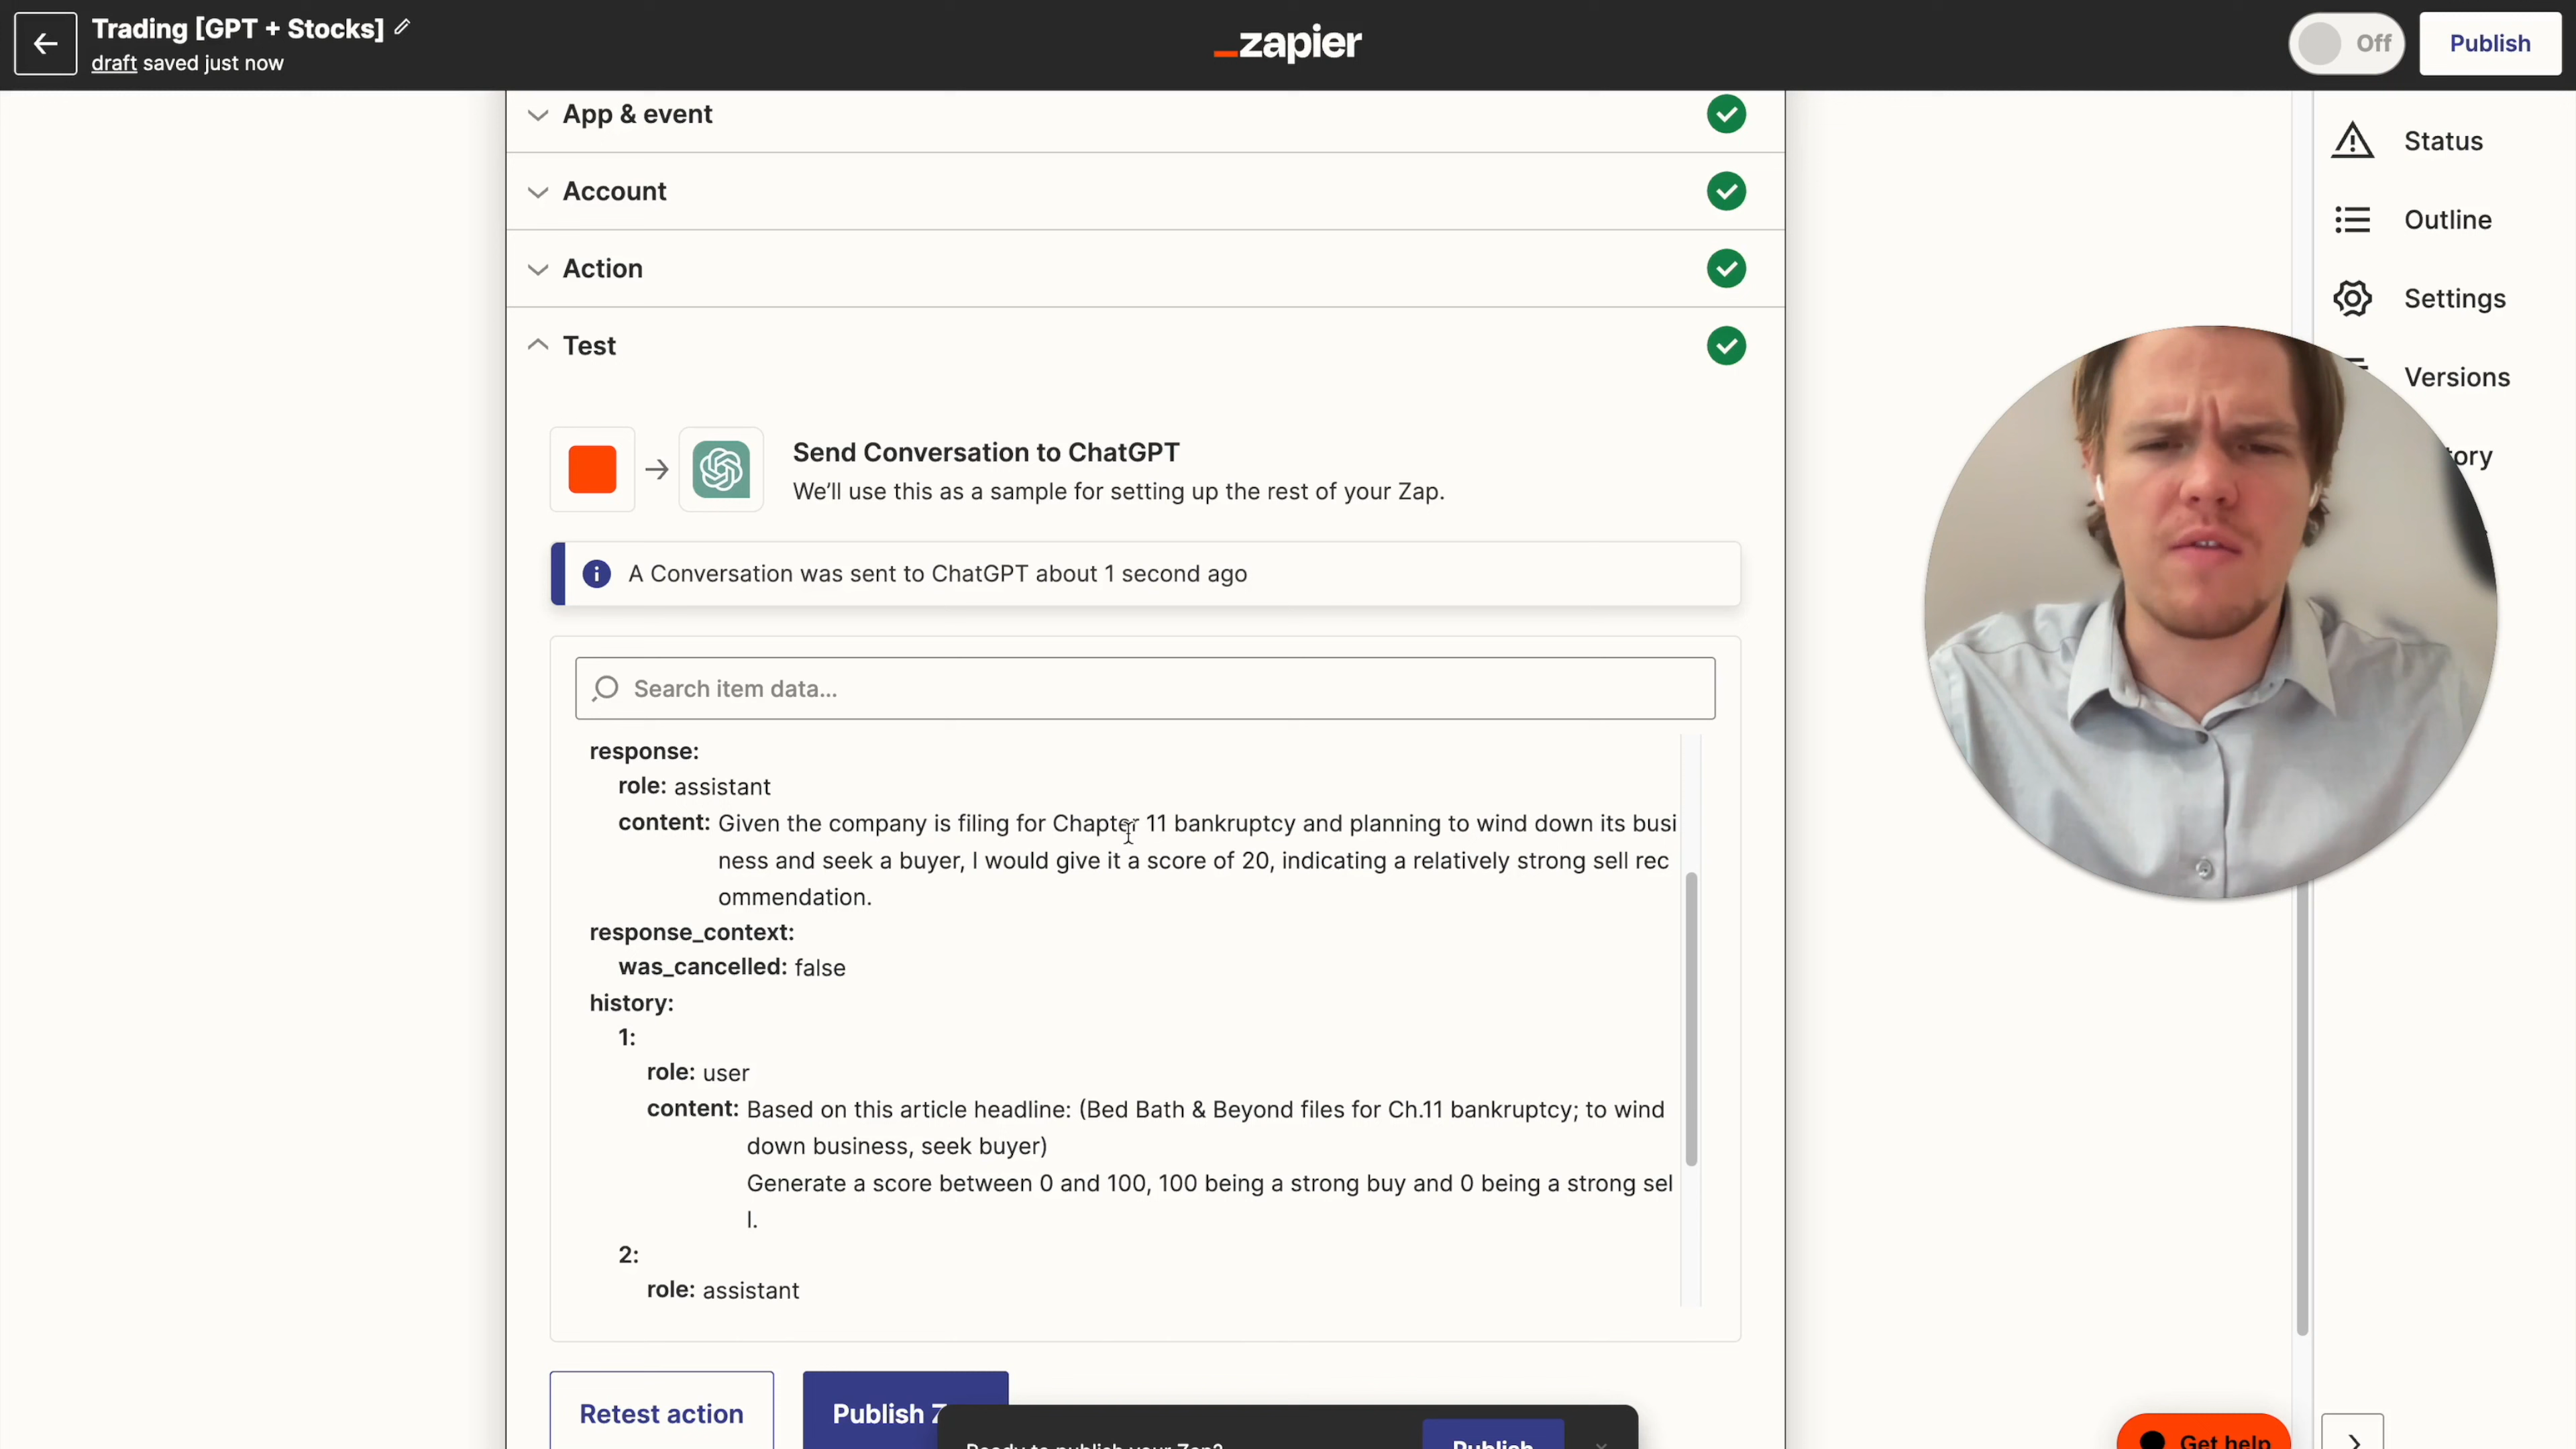 Trading [GPT + Stocks]
draft saved just now
zapier
Off
Publish
App & event
Account
Action
Test
Send Conversation to ChatGPT
We'll use this as a sample for setting up the rest of your Zap.
A Conversation was sent to ChatGPT about 1 second ago
Search item data...
response:
role: assistant
content: Given the company is filing for Chapter 11 bankruptcy and planning to wind down its busi
ness and seek a buyer, I would give it a score of 20, indicating a relatively strong sell rec
ommendation.
response_context:
was_cancelled: false
history:
1:
role: user
content: Based on this article headline: (Bed Bath & Beyond files for Ch.11 bankruptcy; to wind
down business, seek buyer)
Generate a score between 0 and 100, 100 being a strong buy and 0 being a strong sel
l.
2:
role: assistant
Retest action
Publish Z
Ready to publish your Zap?
Publish
Status
Outline
Settings
Versions
ory
Get help